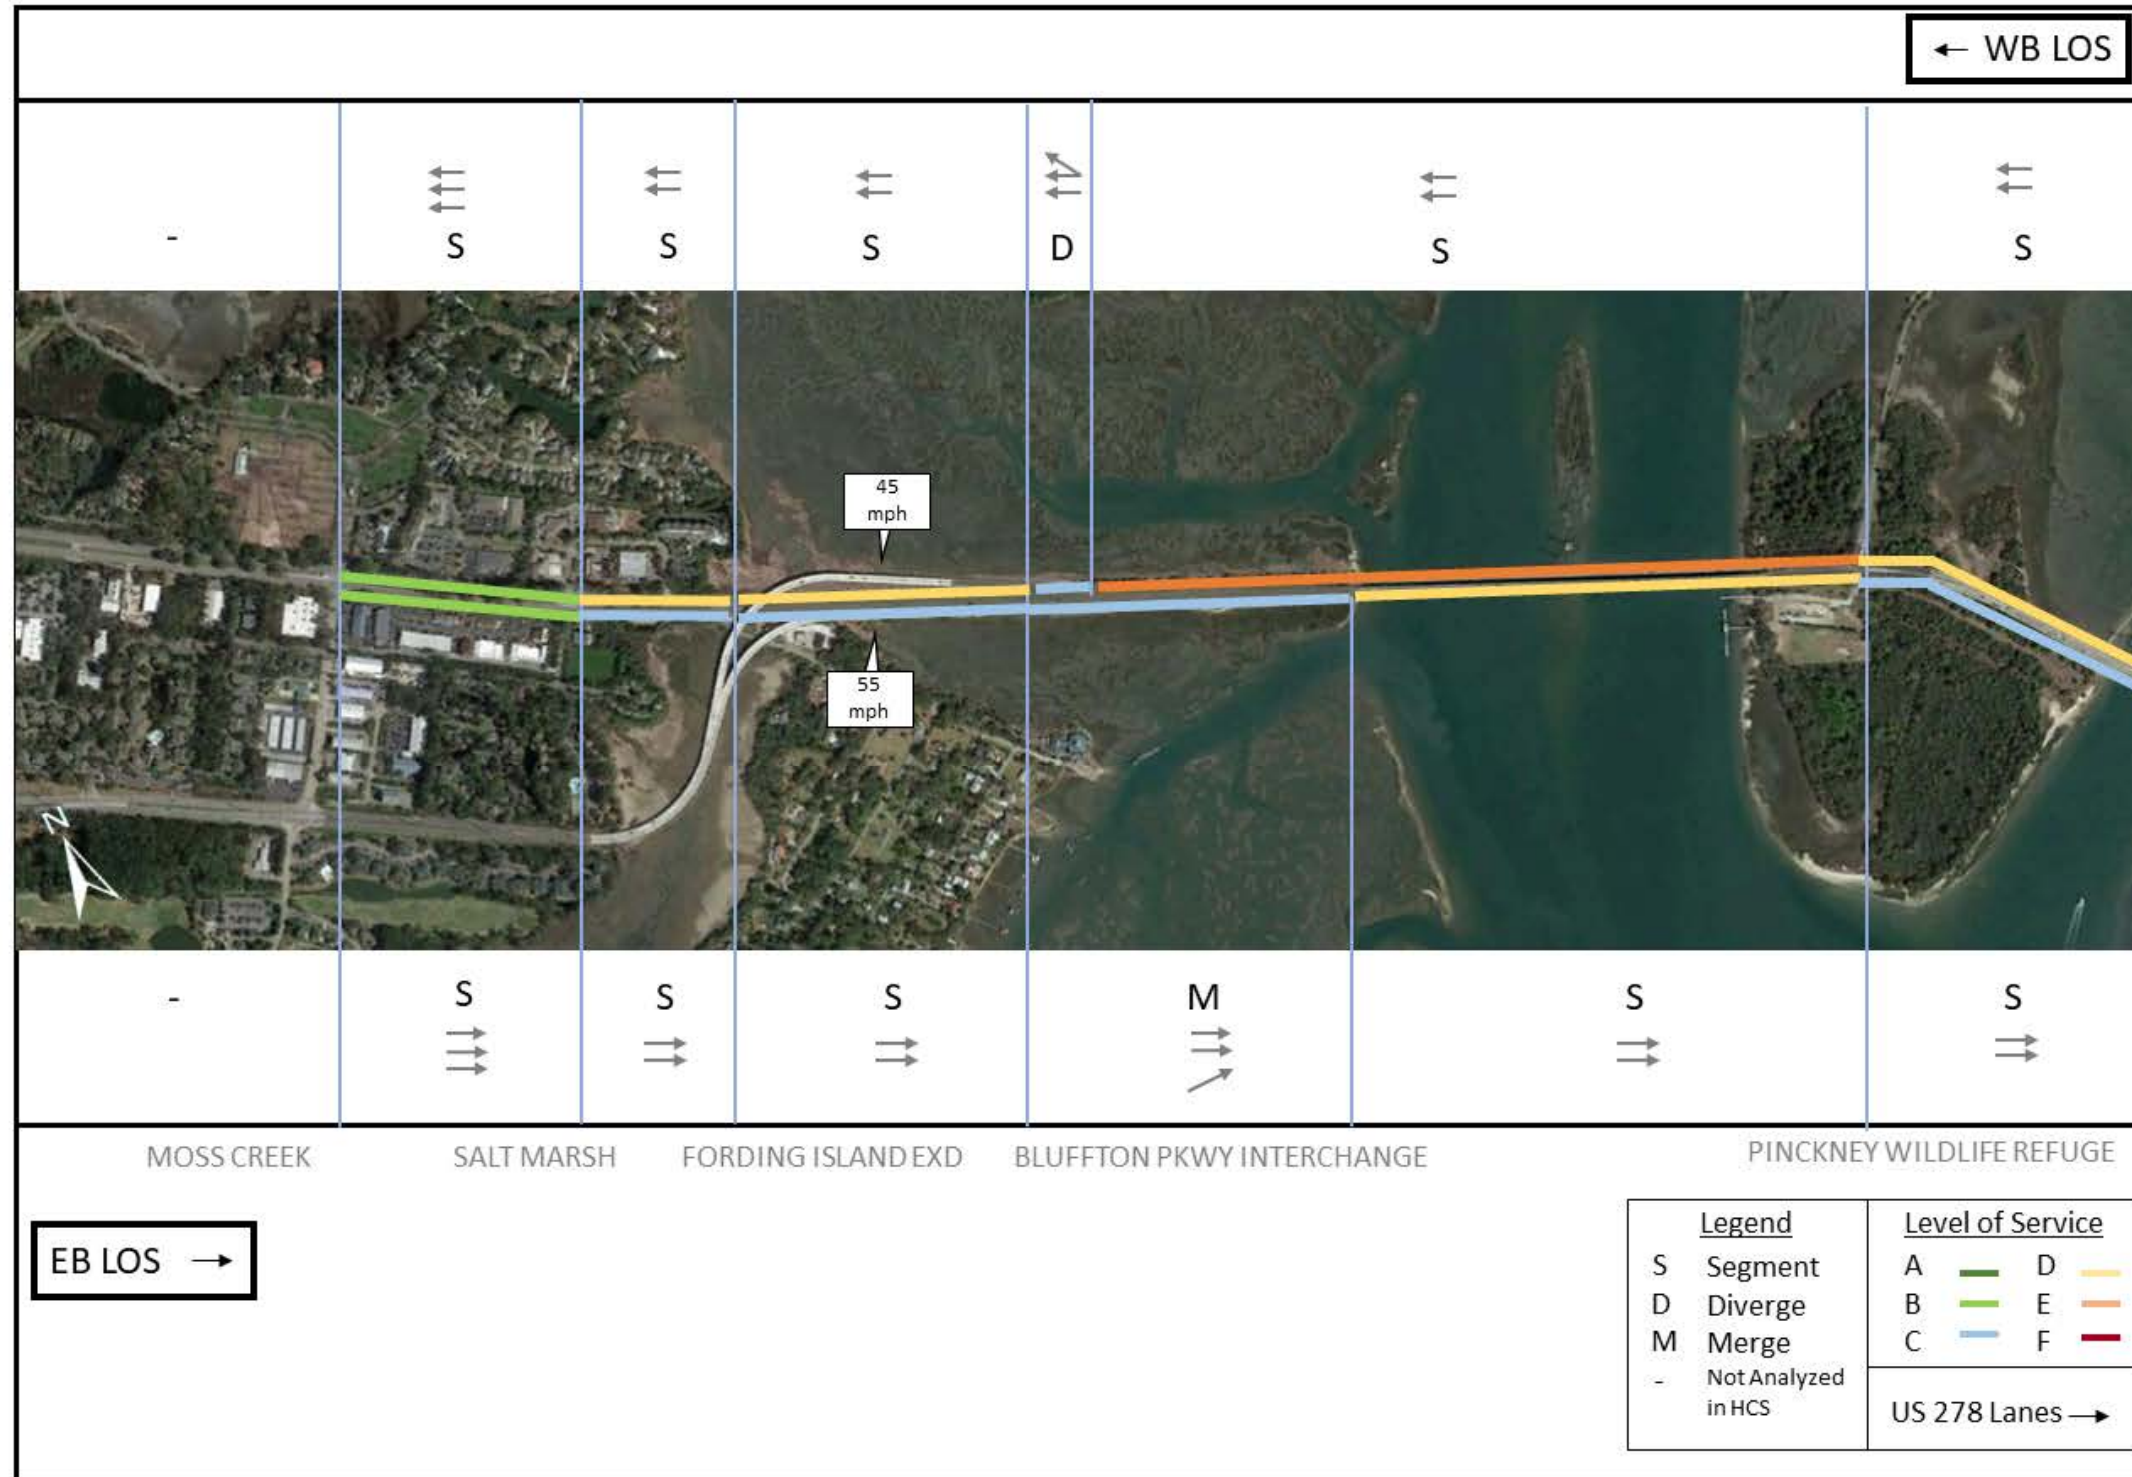 ← WB LOS
-
S
S
S
D
S
S
45
mph
55
mph
N
-
S
S
S
M
S
S
MOSS CREEK
SALT MARSH
FORDING ISLAND EXD
BLUFFTON PKWY INTERCHANGE
PINCKNEY WILDLIFE REFUGE
EB LOS →
Legend
S Segment
D Diverge
M Merge
- Not Analyzed
in HCS
Level of Service
A D
B E
C F
US 278 Lanes →